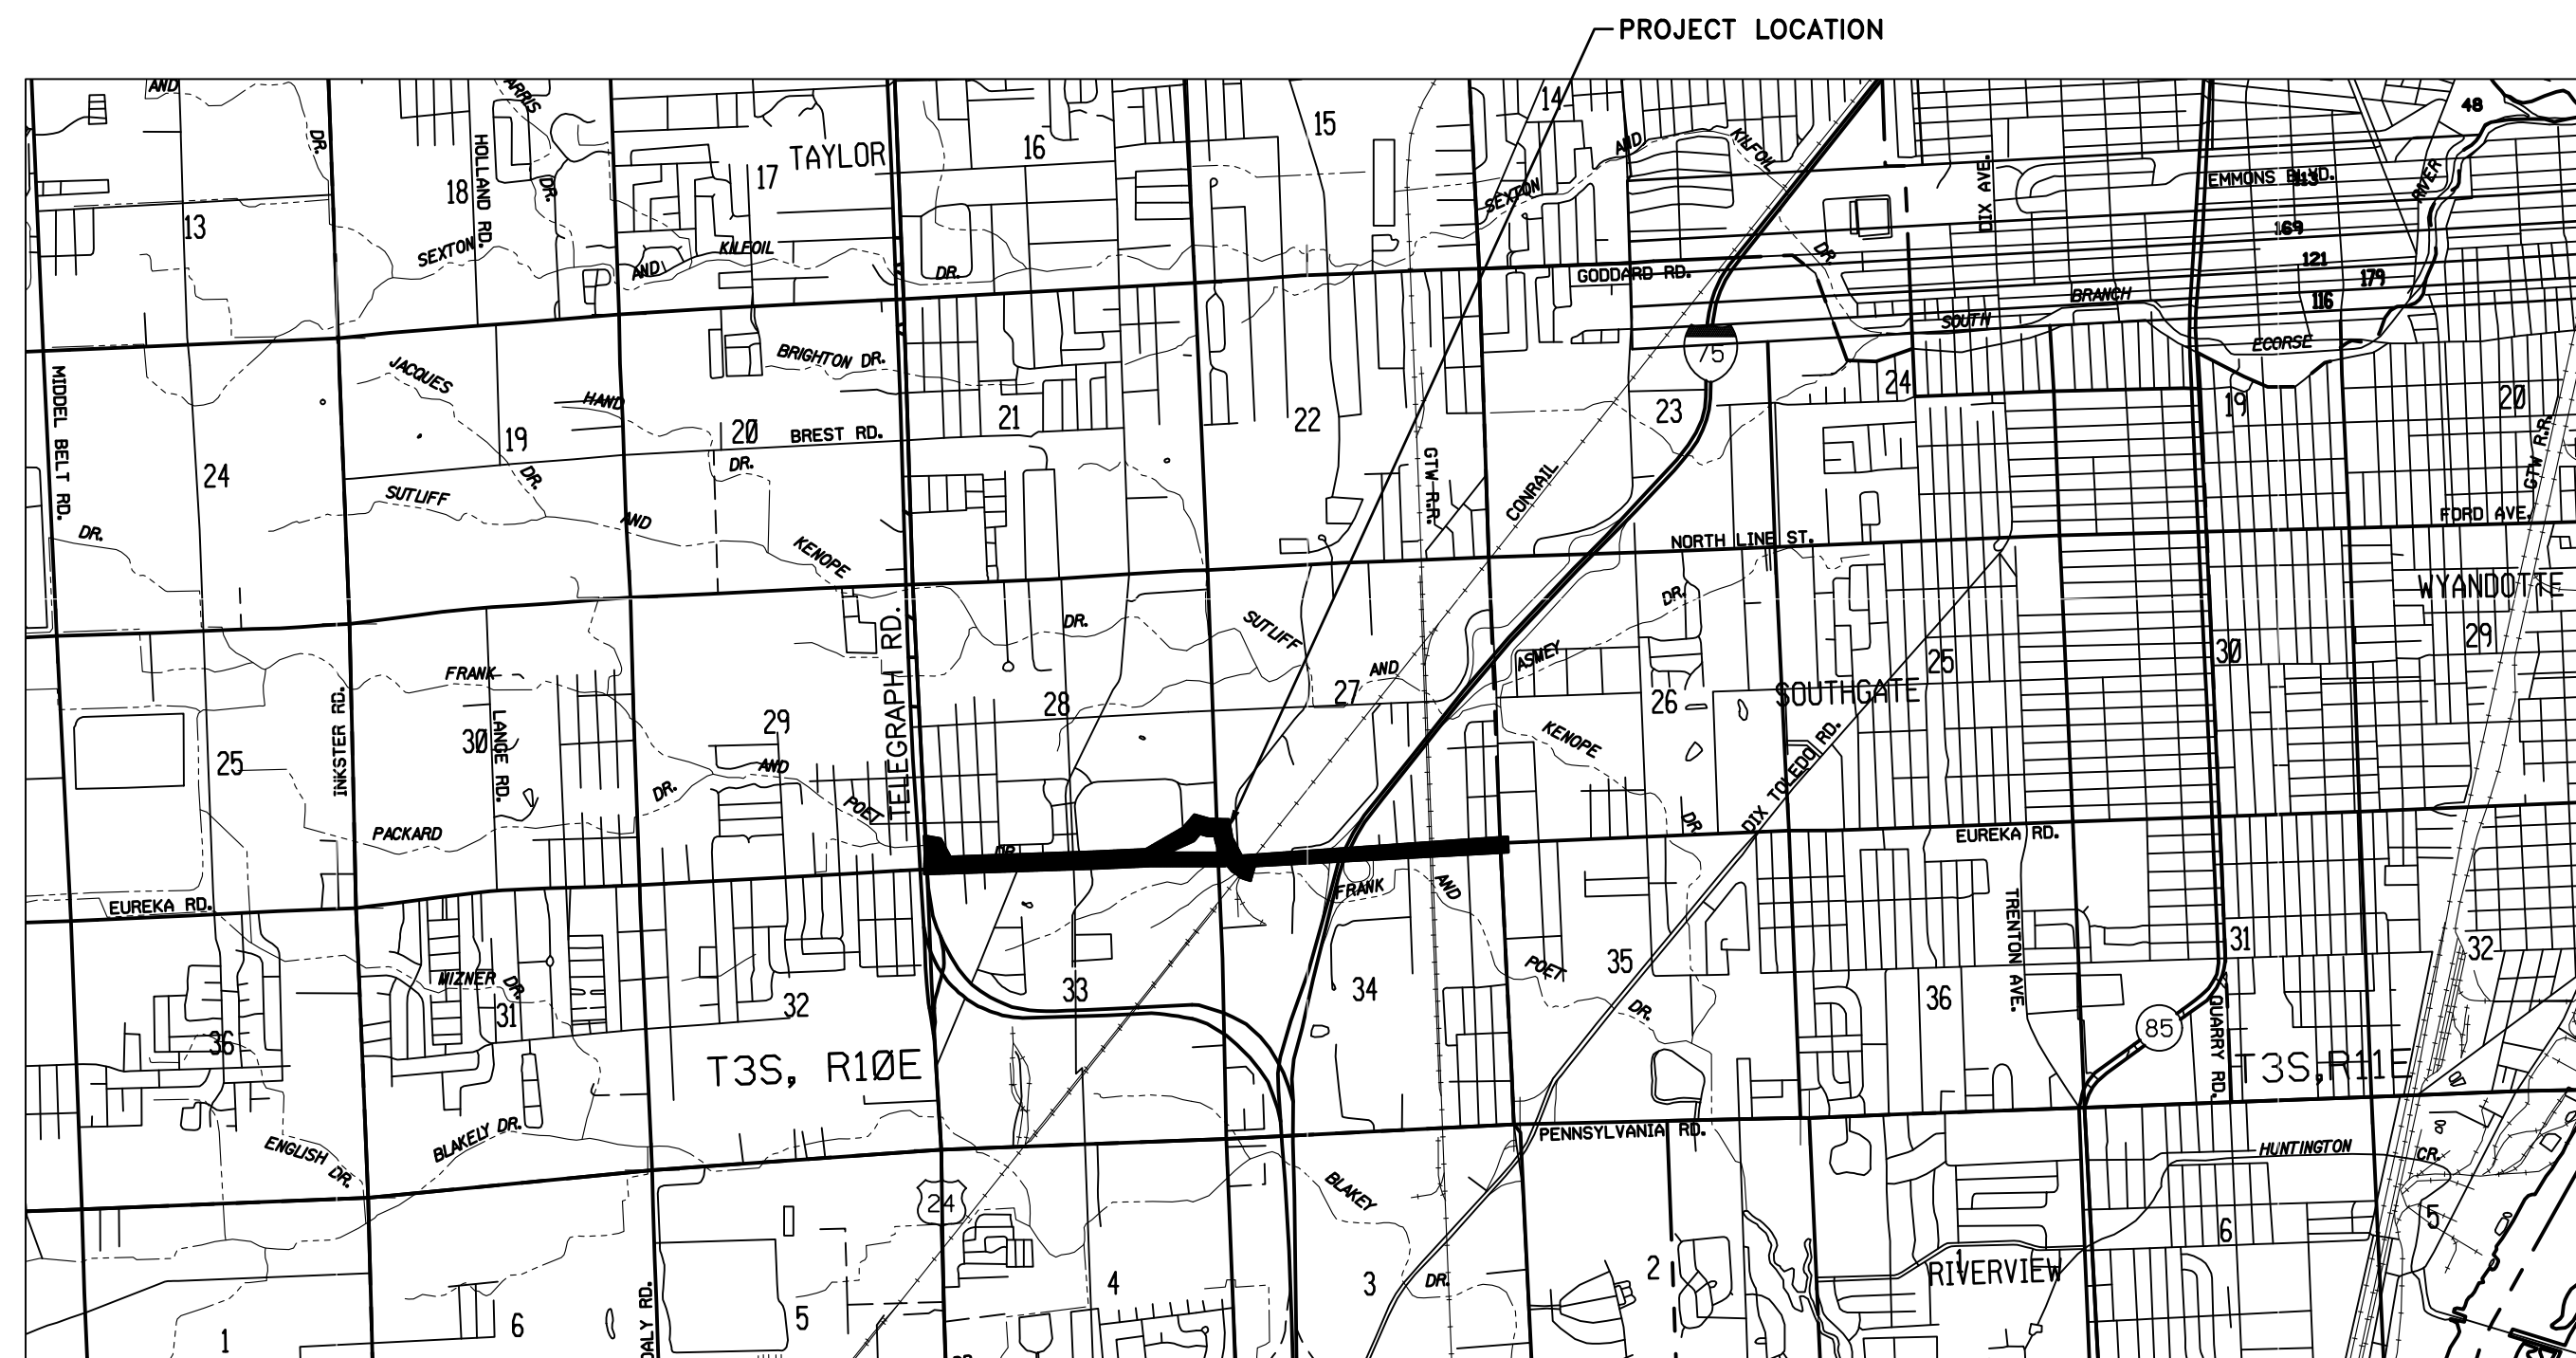 PROJECT LOCATION
AND
DR.
HOLLAND RD.
18
DR.
17
TAYLOR
16
15
14
SEXTON
AND
KILFOIL
DR.
DIX AVE.
EMMONS BLVD.
113
RIVER
48
13
SEXTON
AND
KILFOIL
DR.
GODDARD RD.
169
121
179
116
BRANCH
SOUTH
ECORSE
75
MIDDEL BELT RD.
JACQUES
DR.
HAND
DR.
BRIGHTON DR.
19
20
BREST RD.
21
22
23
24
19
20
GTW R.R.
24
SUTLIFF
AND
KENOPE
DR.
GTW R.R.
CONRAIL
NORTH LINE ST.
FORD AVE.
DR.
SUTLIFF
AND
ASMEY
DR.
WYANDOTTE
29
30
25
SOUTHGATE
FRANK
INKSTER RD.
LANGE RD.
30
29
TELEGRAPH RD.
28
27
26
KENOPE
DR.
DIX TOLEDO RD.
25
PACKARD
DR.
AND
POET
DR.
EUREKA RD.
EUREKA RD.
FRANK
AND
POET
DR.
TRENTON AVE.
QUARRY RD.
MIZNER
DR.
31
32
33
34
35
36
31
32
36
85
T3S, R10E
T3S,R11E
ENGLISH
DR.
BLAKELY DR.
PENNSYLVANIA RD.
HUNTINGTON
CR.
24
BLAKEY
DR.
DALY RD.
1
6
5
4
3
2
1
RIVERVIEW
6
5